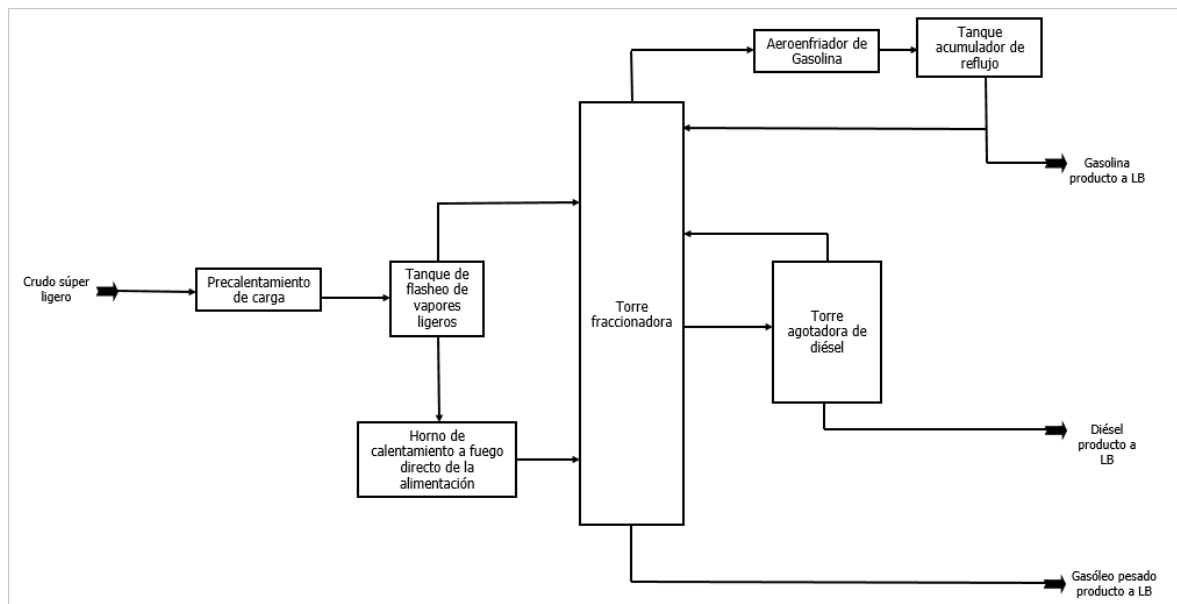 Aeroenfriador de
Gasolina
Tanque
acumulador de
reflujo
Gasolina
producto a LB
Crudo súper
ligero
Precalentamiento
de carga
Tanque de
flasheo de
vapores
ligeros
Torre
fraccionadora
Torre
agotadora de
diésel
Horno de
calentamiento a fuego
directo de la
alimentación
Diésel
producto a
LB
Gasóleo pesado
producto a LB